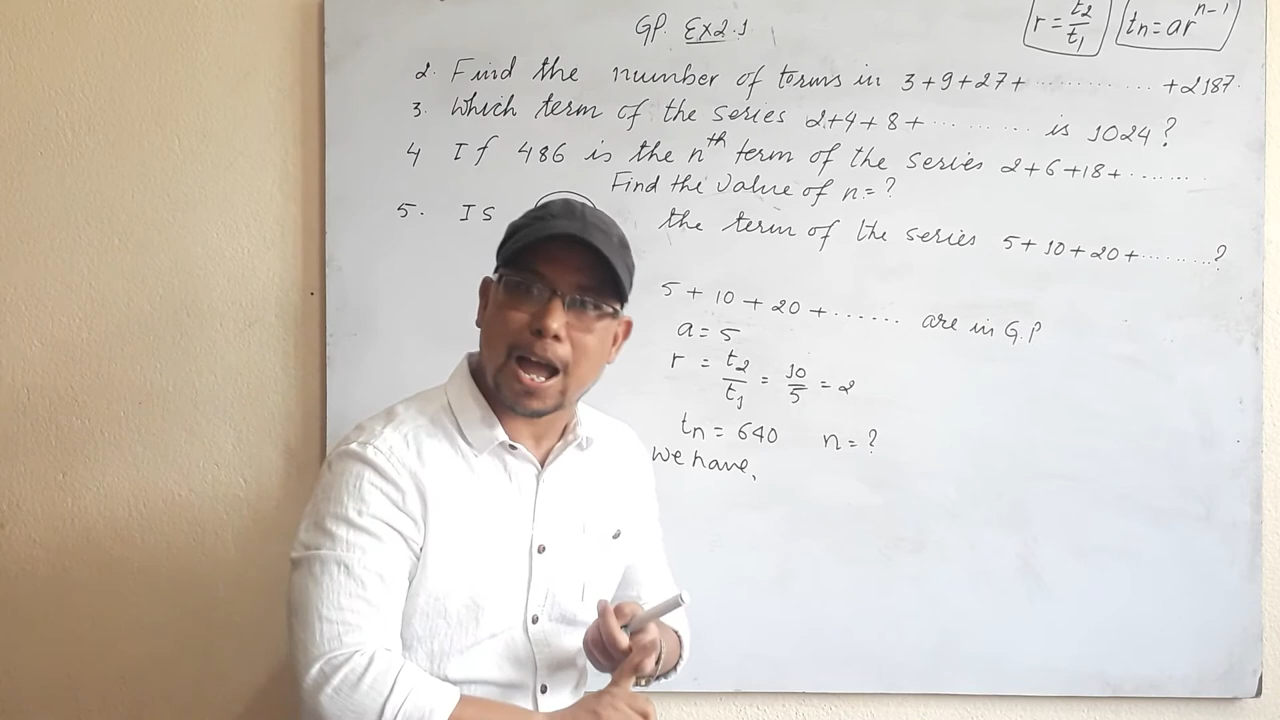 GP. Ex2.1
r = t2/t1
tn = ar^n-1
2. Find the number of terms in 3+9+27+ ............ +2187.
3. Which term of the series 2+4+8+ ......... is 1024?
4 If 486 is the nth term of the series 2+6+18+.......
Find the value of n=?
5. Is the term of the series 5+10+20+.........?
5+10+20+...... are in G.P
a=5
r = t2/t1 = 10/5 = 2
tn = 640 n=?
We have,